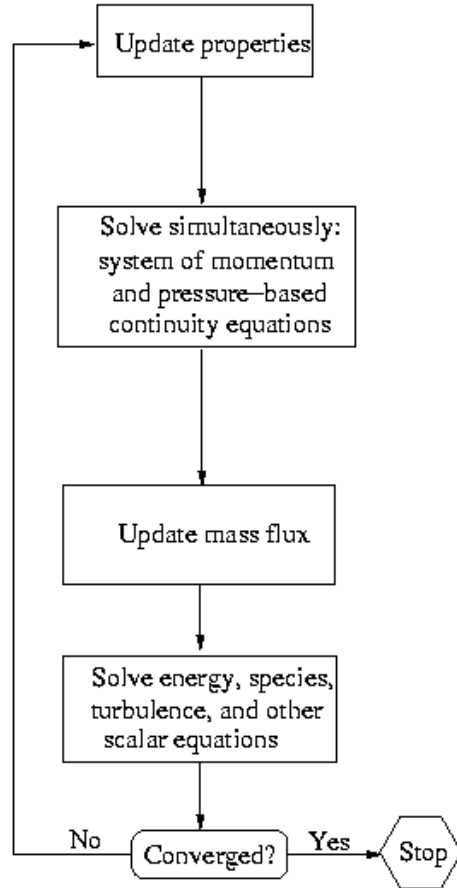 Update properties
Solve simultaneously:
system of momentum
and pressure–based
continuity equations
Update mass flux
Solve energy, species,
turbulence, and other
scalar equations
No
Converged?
Yes
Stop